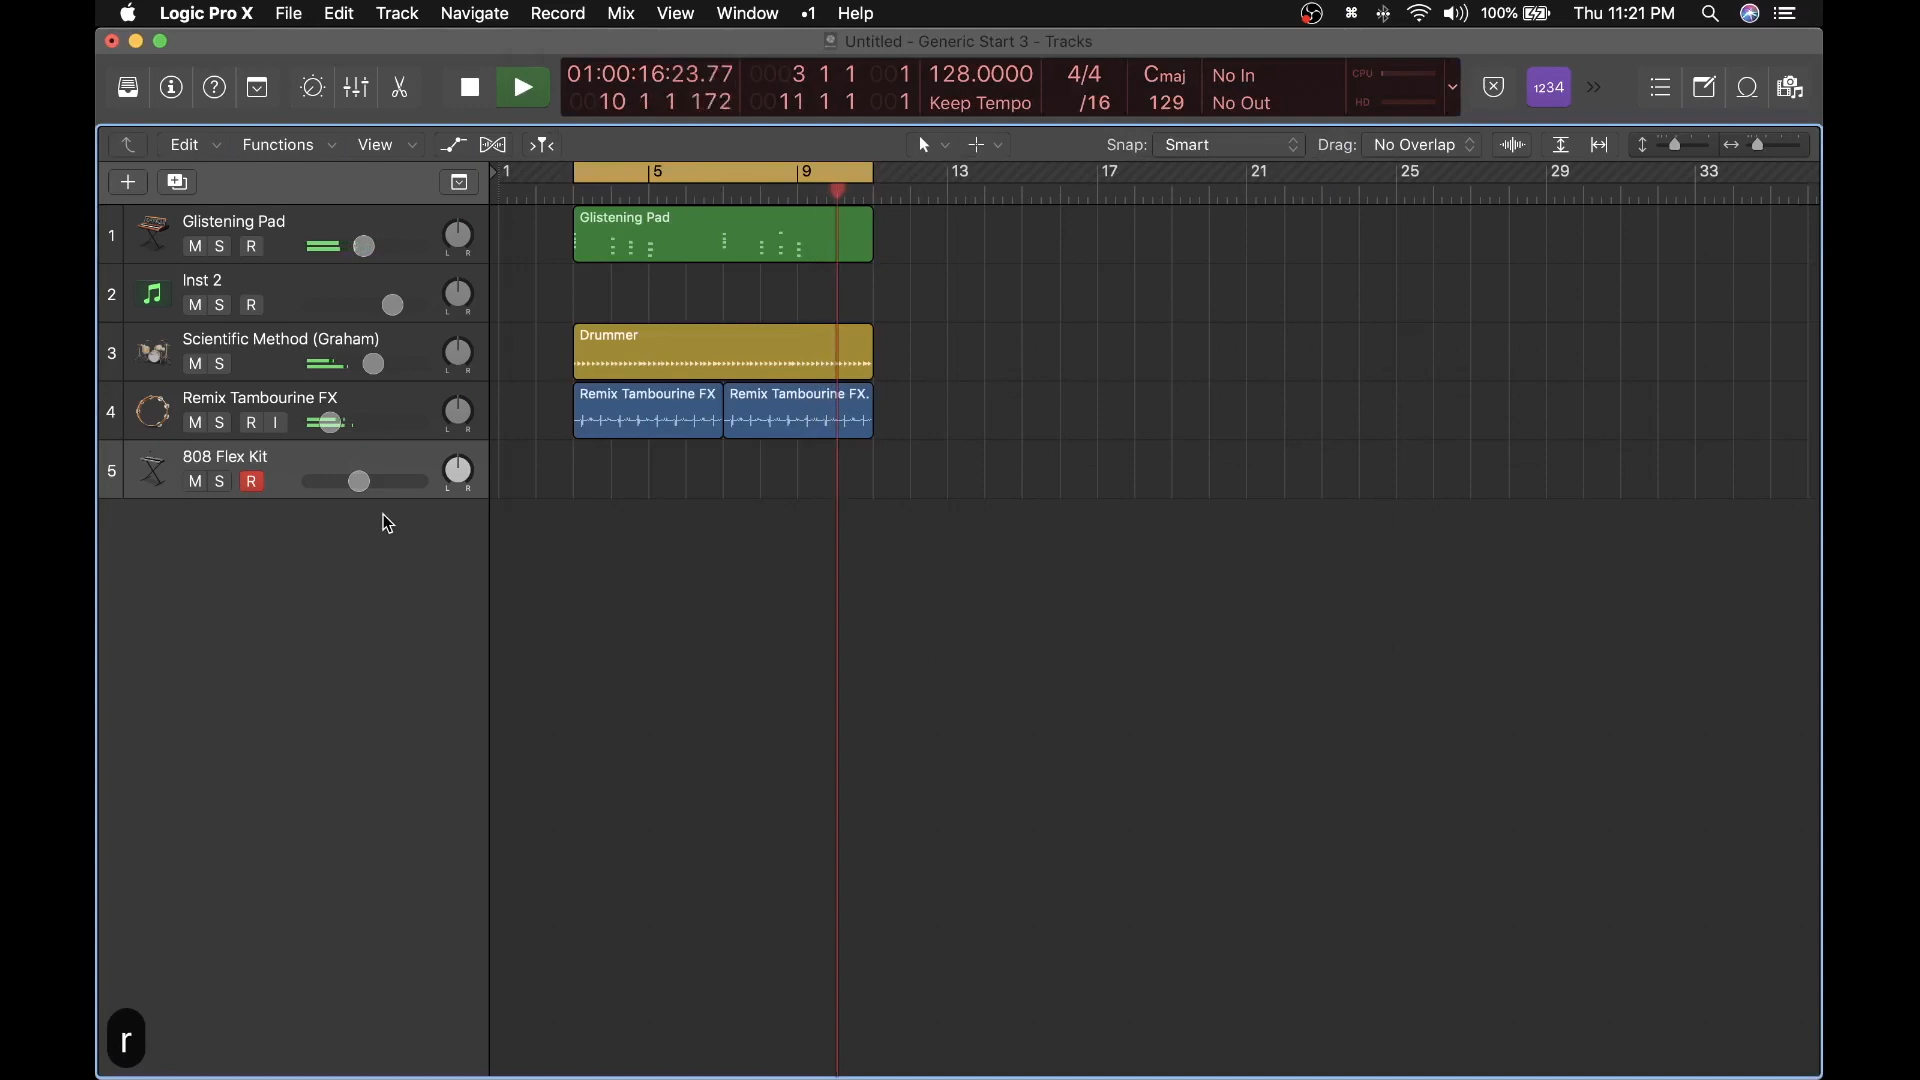 Logic Pro X File Edit Track Navigate Record Mix View Window •1 Help 100% Thu 11:21 PM
Untitled - Generic Start 3 - Tracks
01:00:16:23.77 0003 1 1 001 128.0000 4/4 Cmaj No In CPU
0010 1 1 172 0011 1 1 001 Keep Tempo /16 129 No Out HD
1234
Edit Functions View Snap: Smart Drag: No Overlap
1 5 9 13 17 21 25 29 33
1 Glistening Pad
M S R L R
Glistening Pad
2 Inst 2
M S R L R
3 Scientific Method (Graham)
M S L R
Drummer
4 Remix Tambourine FX
M S R I L R
Remix Tambourine FX Remix Tambourine FX.
5 808 Flex Kit
M S R L R
r